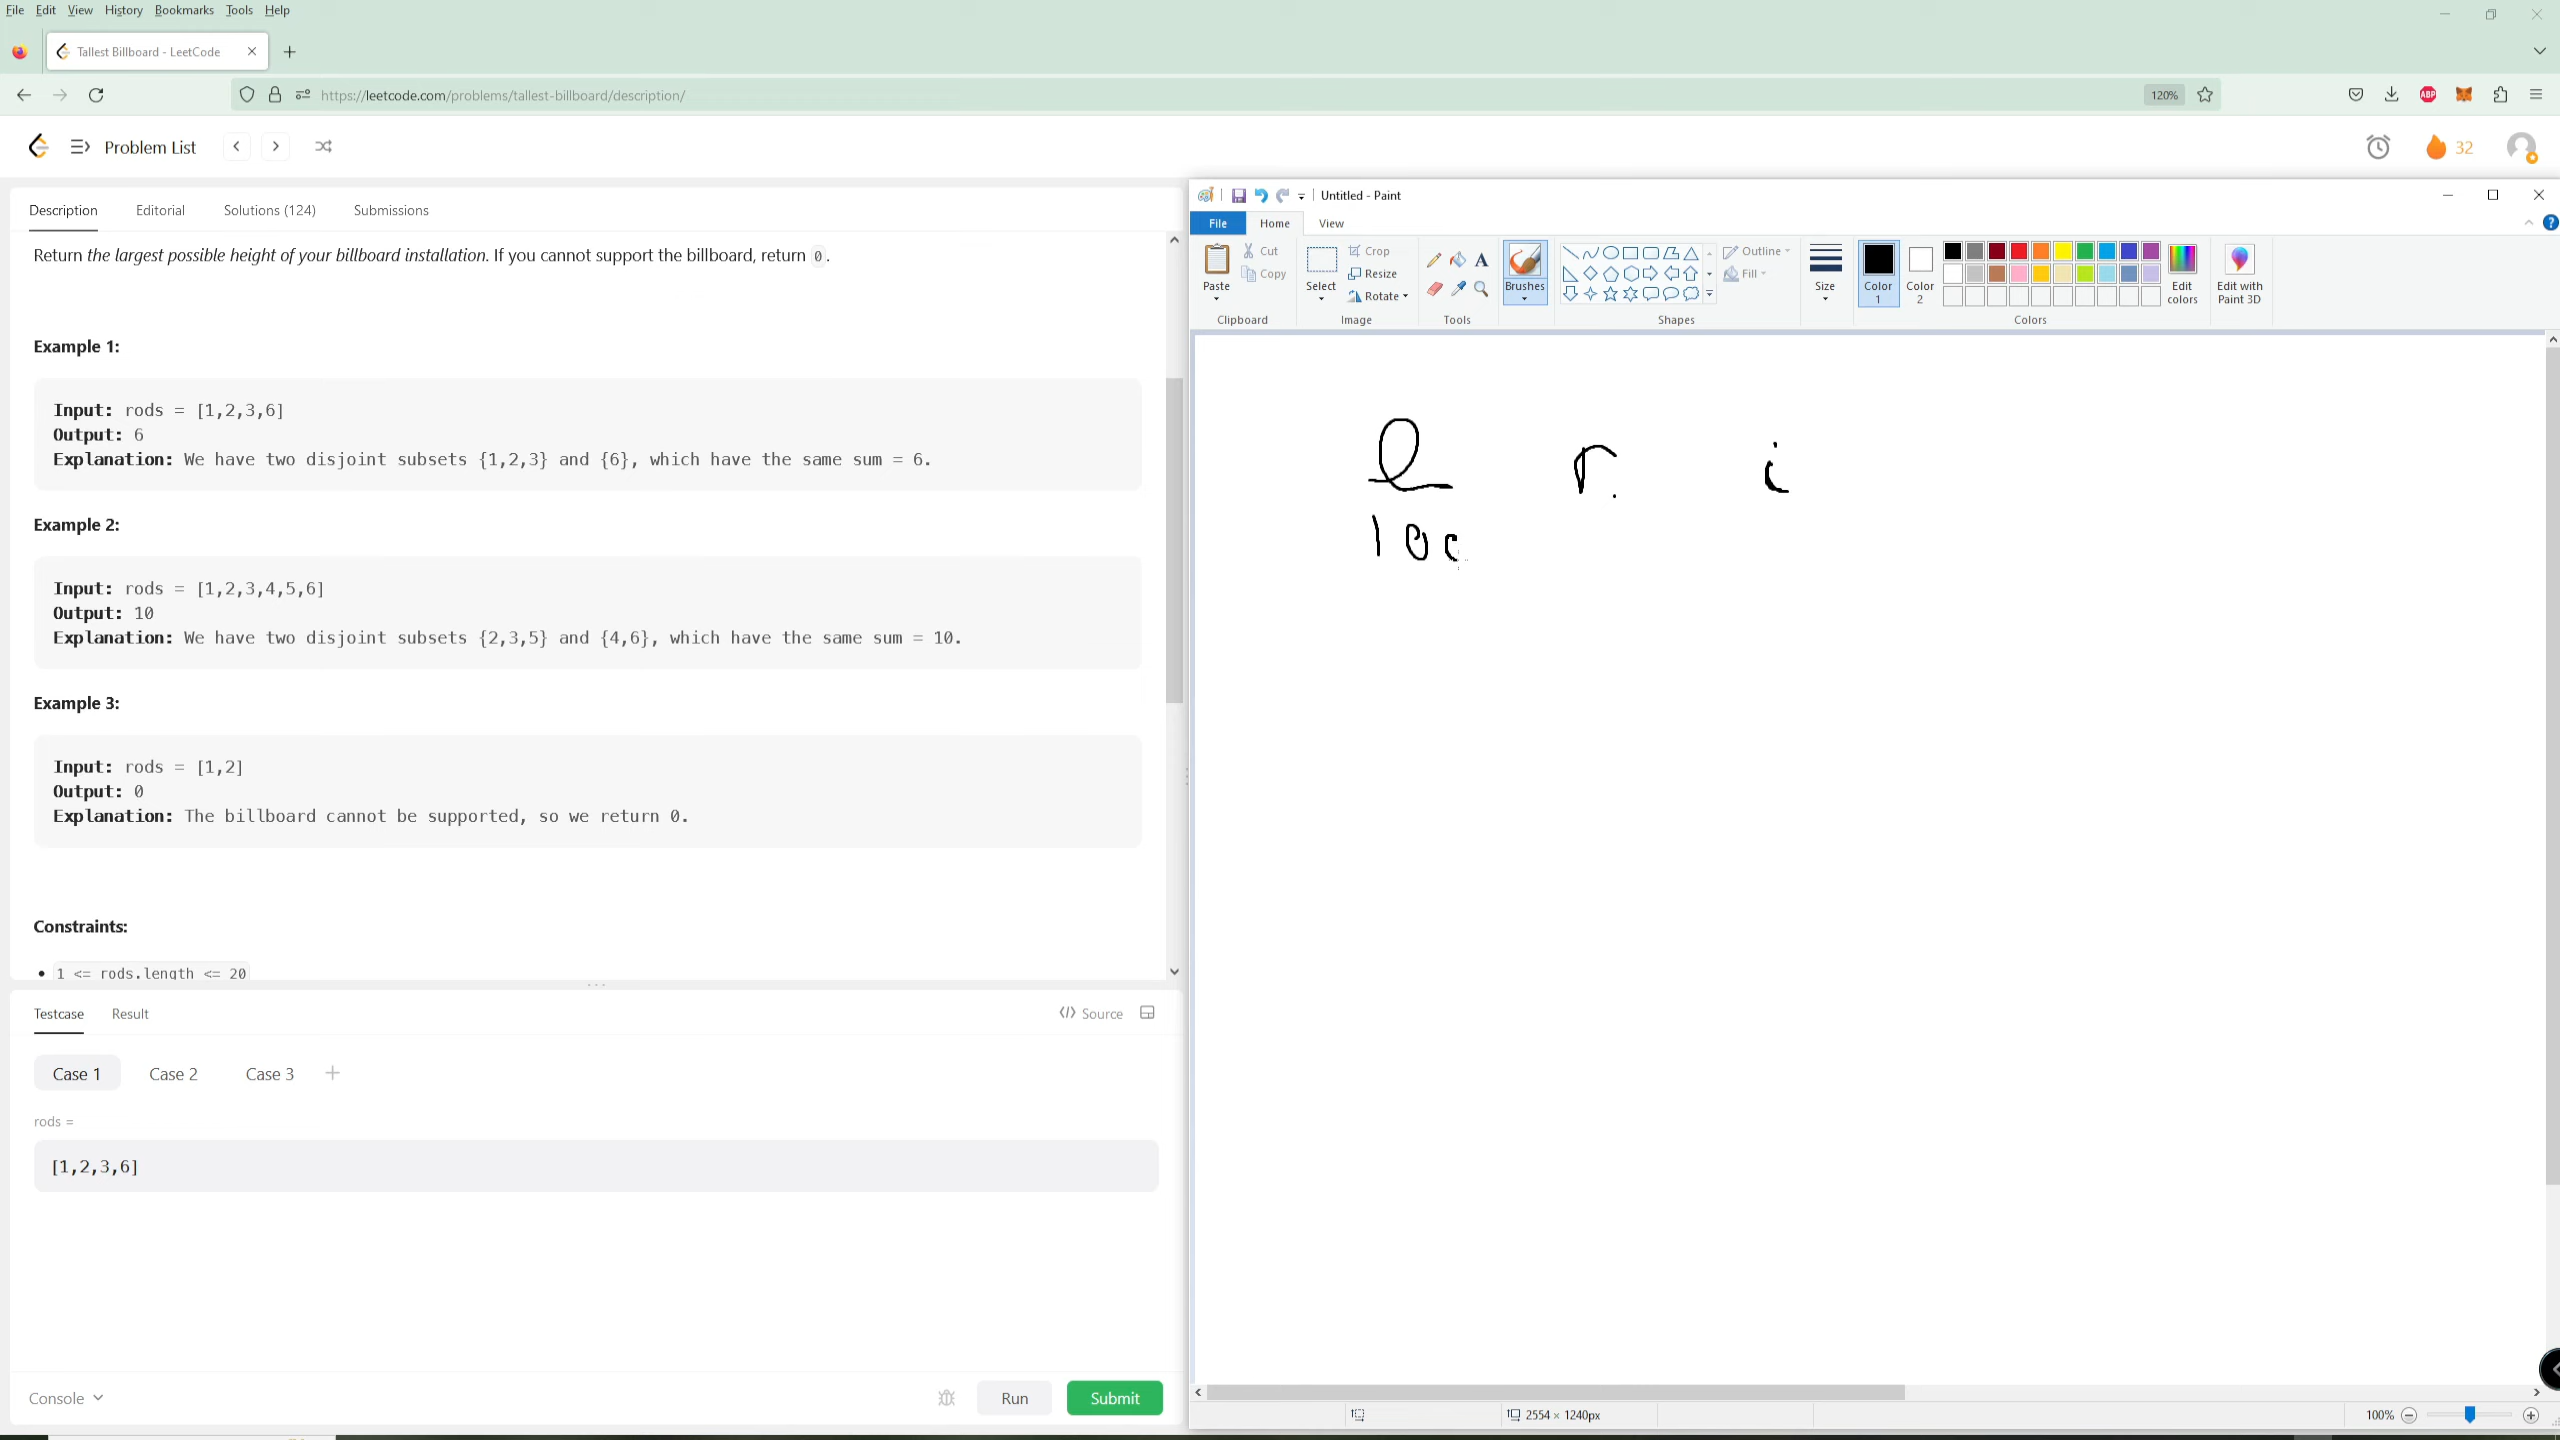 File Edit View History Bookmarks Tools Help
Tallest Billboard - LeetCode
https://leetcode.com/problems/tallest-billboard/description/
120%
ABP
Problem List
32
Description Editorial Solutions (124) Submissions
Return the largest possible height of your billboard installation. If you cannot support the billboard, return 0.
Example 1:
Input: rods = [1,2,3,6]
Output: 6
Explanation: We have two disjoint subsets {1,2,3} and {6}, which have the same sum = 6.
Example 2:
Input: rods = [1,2,3,4,5,6]
Output: 10
Explanation: We have two disjoint subsets {2,3,5} and {4,6}, which have the same sum = 10.
Example 3:
Input: rods = [1,2]
Output: 0
Explanation: The billboard cannot be supported, so we return 0.
Constraints:
1 <= rods.length <= 20
Testcase Result
Source
Case 1 Case 2 Case 3
rods =
[1,2,3,6]
Console
Run
Submit
Untitled - Paint
File Home View
Paste
Cut
Copy
Clipboard
Select
Crop
Resize
Rotate
Image
A
Tools
Brushes
Outline
Fill
Shapes
Size
Color 1
Color 2
Edit colors
Colors
Edit with Paint 3D
l r i
100
2554 × 1240px
100%